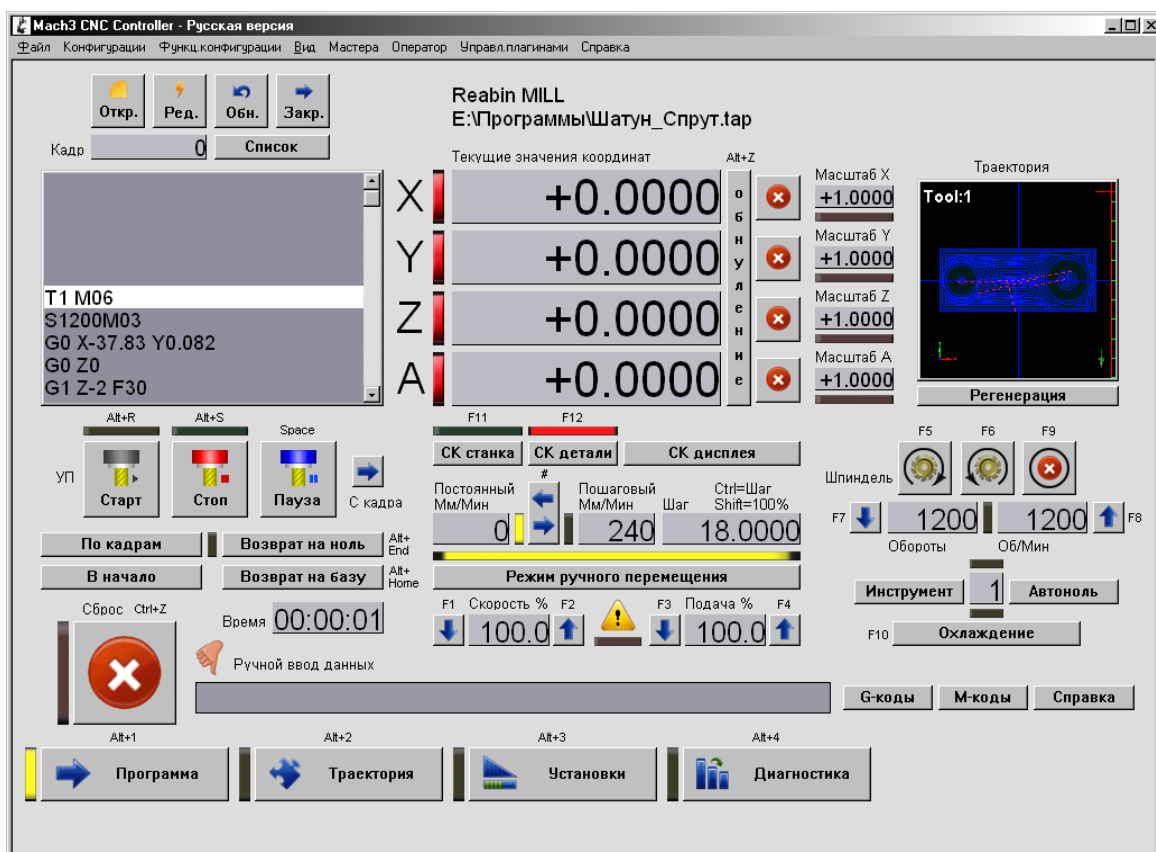 Mach3 CNC Controller - Русская версия
Файл Конфигурации Функц.конфигурации Вид Мастера Оператор Управл.плагинами Справка
Откр. Ред. Обн. Закр.
Кадр 0 Список
Reabin MILL
E:\Программы\Шатун_Спрут.tap
Текущие значения координат Alt+Z
X +0.0000
Y +0.0000
Z +0.0000
A +0.0000
обнуление
Масштаб X
+1.0000
Масштаб Y
+1.0000
Масштаб Z
+1.0000
Масштаб A
+1.0000
Траектория
Tool:1
Регенерация
T1 M06
S1200M03
G0 X-37.83 Y0.082
G0 Z0
G1 Z-2 F30
Alt+R Alt+S Space
УП Старт Стоп Пауза С кадра
По кадрам Возврат на ноль Alt+ End
В начало Возврат на базу Alt+ Home
F11 F12
СК станка СК детали СК дисплея
#
Постоянный Мм/Мин Пошаговый Мм/Мин Шаг Ctrl=Шаг Shift=100%
0 240 18.0000
Режим ручного перемещения
F1 Скорость % F2 F3 Подача % F4
100.0 100.0
F5 F6 F9
Шпиндель
F7 1200 1200 F8
Обороты Об/Мин
Инструмент 1 Автоноль
F10 Охлаждение
Сброс Ctrl+Z
Время 00:00:01
Ручной ввод данных
G-коды М-коды Справка
Alt+1 Alt+2 Alt+3 Alt+4
Программа Траектория Установки Диагностика